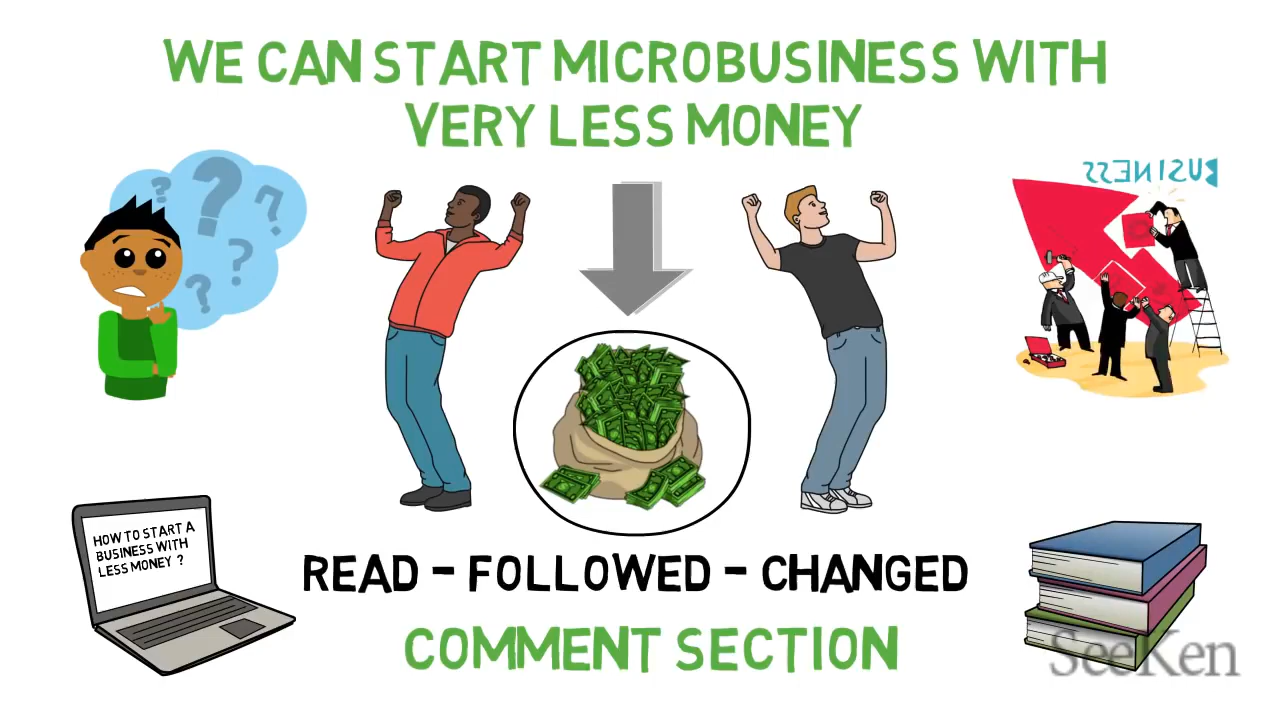 WE CAN START MICROBUSINESS WITH
VERY LESS MONEY
? ? ? ? ?
BUSINESS
HOW TO START A
BUSINESS WITH
LESS MONEY ?
READ - FOLLOWED - CHANGED
COMMENT SECTION
SeeKen